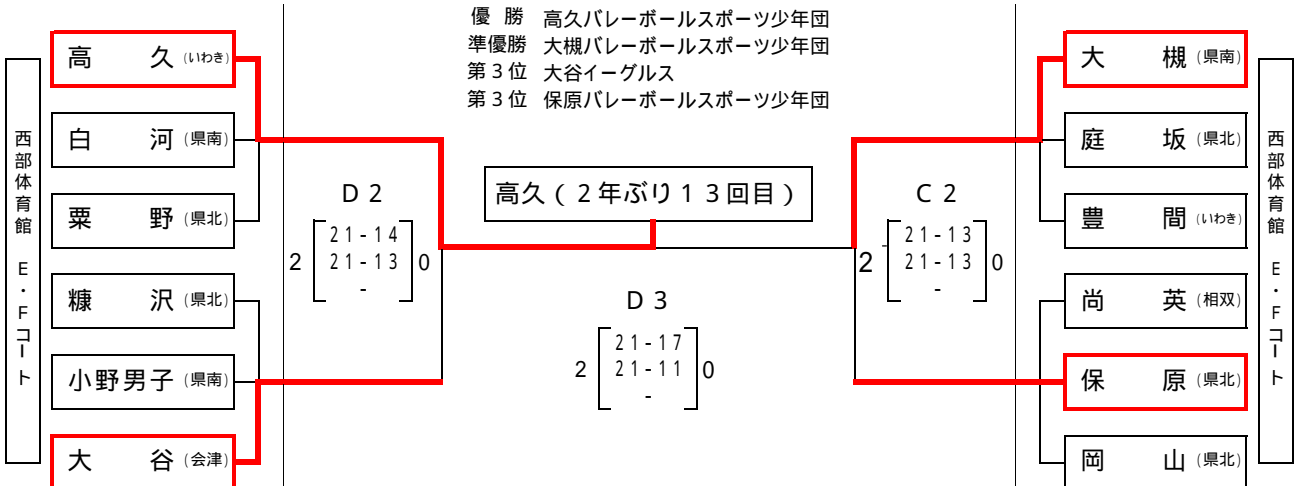 優 勝 高久バレーボールスポーツ少年団
準優勝 大槻バレーボールスポーツ少年団
第３位 大谷イーグルス
第３位 保原バレーボールスポーツ少年団
西部体育館 Ｅ・Ｆコート
高 久 (いわき)
白 河 (県南)
粟 野 (県北)
糠 沢 (県北)
小野男子 (県南)
大 谷 (会津)
Ｄ２
2 21-14 0
21-13
-
高久（２年ぶり１３回目）
Ｄ３
2 21-17 0
21-11
-
Ｃ２
2 21-13 0
21-13
-
大 槻 (県南)
庭 坂 (県北)
豊 間 (いわき)
尚 英 (相双)
保 原 (県北)
岡 山 (県北)
西部体育館 Ｅ・Ｆコート